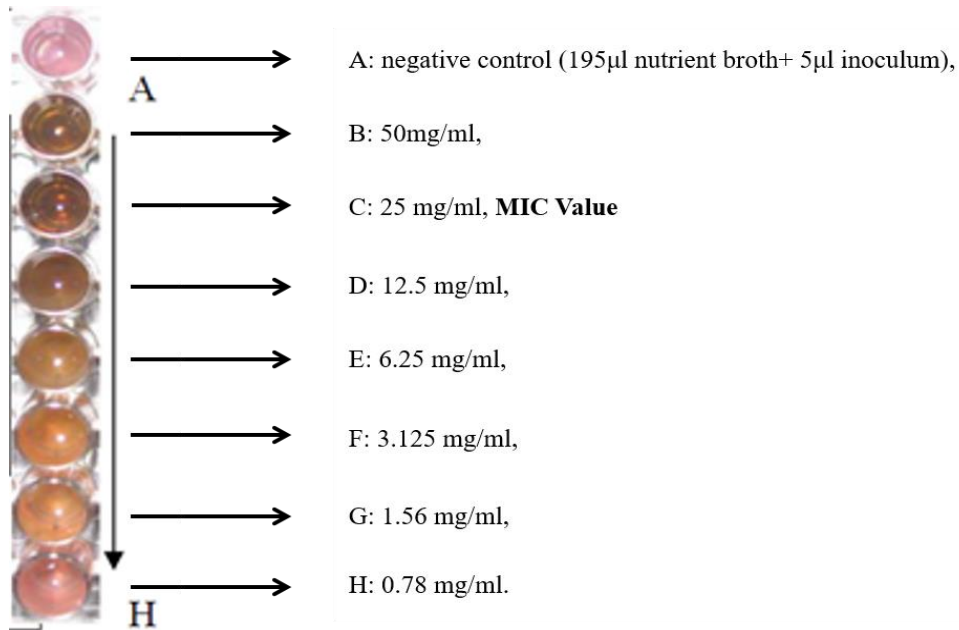 A: negative control (195µl nutrient broth+ 5µl inoculum),
A
B: 50mg/ml,
C: 25 mg/ml, MIC Value
D: 12.5 mg/ml,
E: 6.25 mg/ml,
F: 3.125 mg/ml,
G: 1.56 mg/ml,
H: 0.78 mg/ml.
H